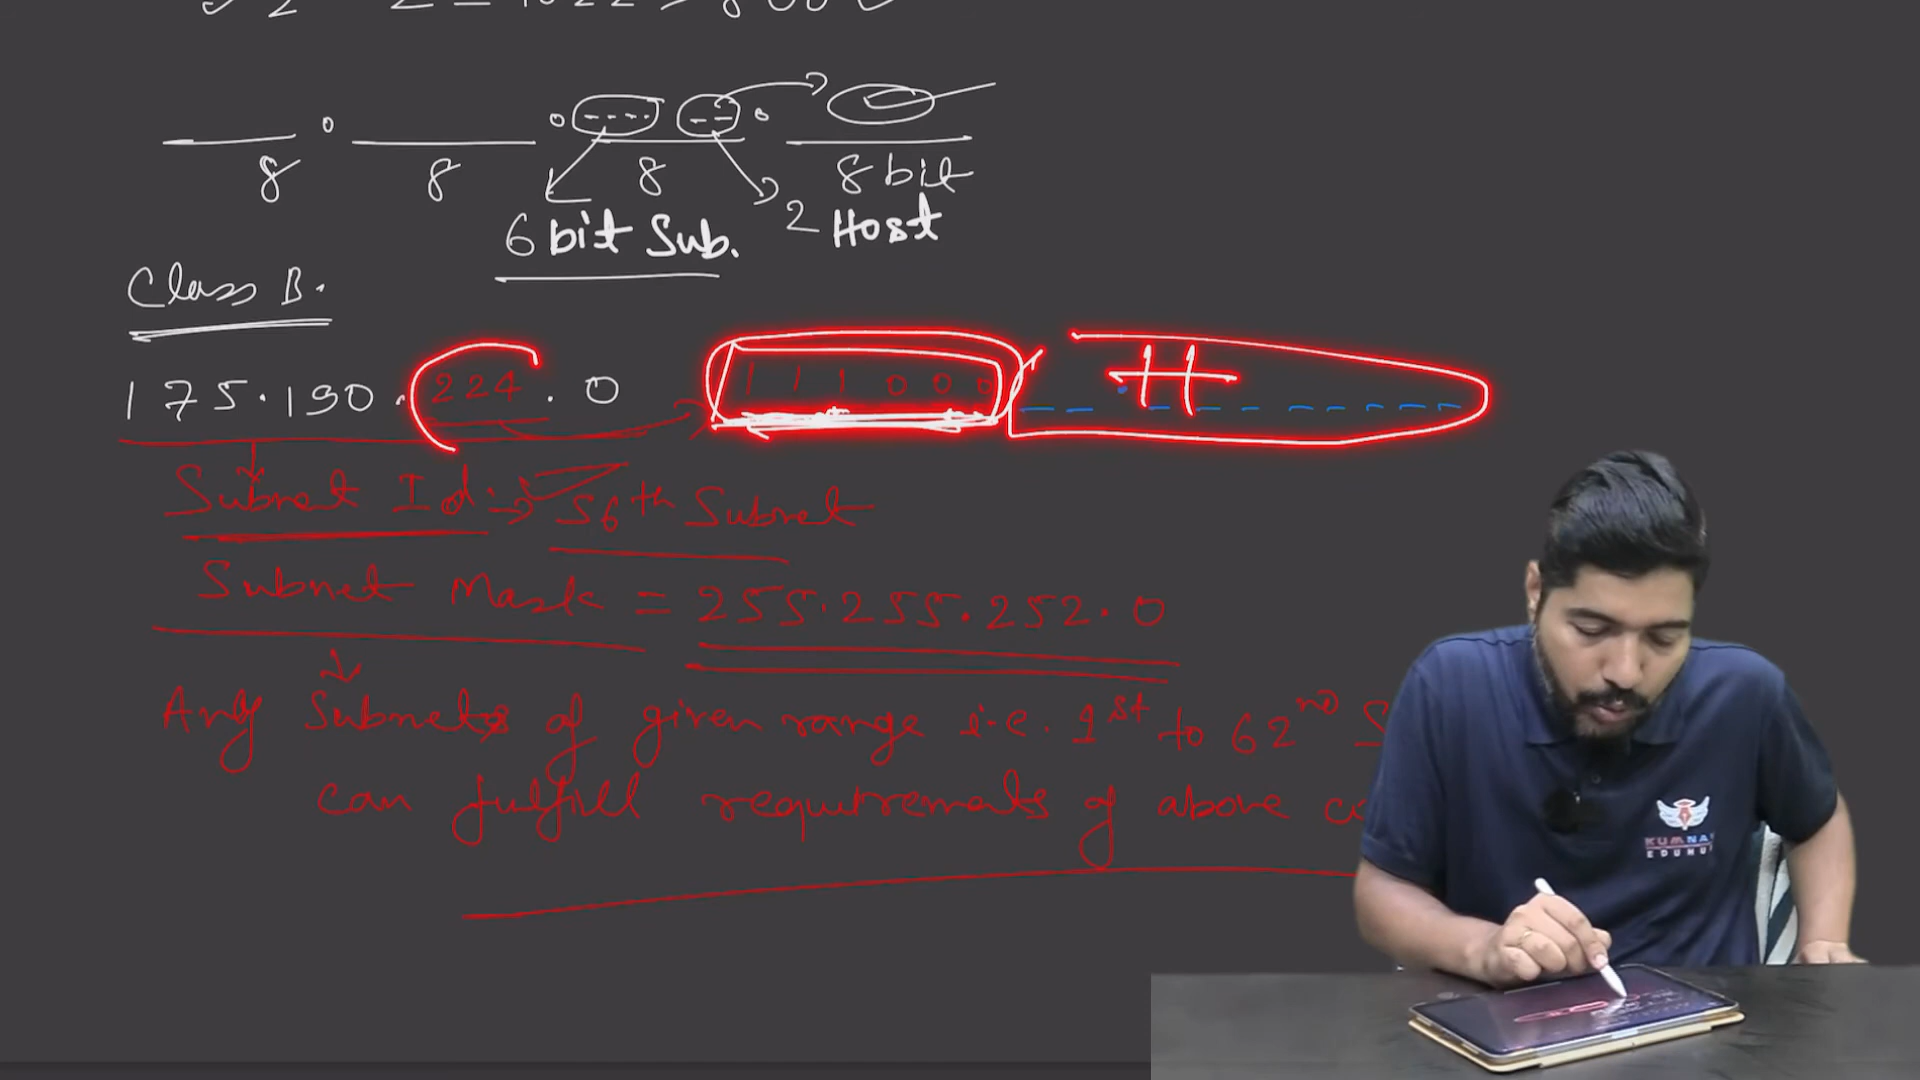 8 8 8 8 bit
6 bit Sub. 2 Host
Class B.
175.190.224.0 111000 H
Subnet Id :→ 56th Subnet
Subnet Mask = 255.255.252.0
Any Subnets of given range i.e. 1st to 62nd
can fulfill requirements of above
KUMNA
EDUHU